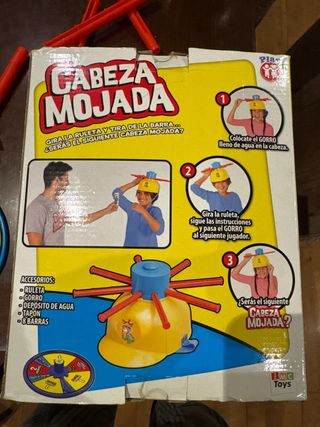 CABEZA
MOJADA
GIRA LA RULETA Y TIRA DE LA BARRA...
¿SERÁS EL SIGUIENTE CABEZA MOJADA?
1
Colócate el GORRO
lleno de agua en la cabeza.
2
Gira la ruleta,
sigue las instrucciones
y pasa el GORRO
al siguiente jugador.
3
¿Serás el siguiente
CABEZA
MOJADA?
ACCESORIOS:
- RULETA
- GORRO
- DEPÓSITO DE AGUA
- TAPÓN
- 8 BARRAS
Toys